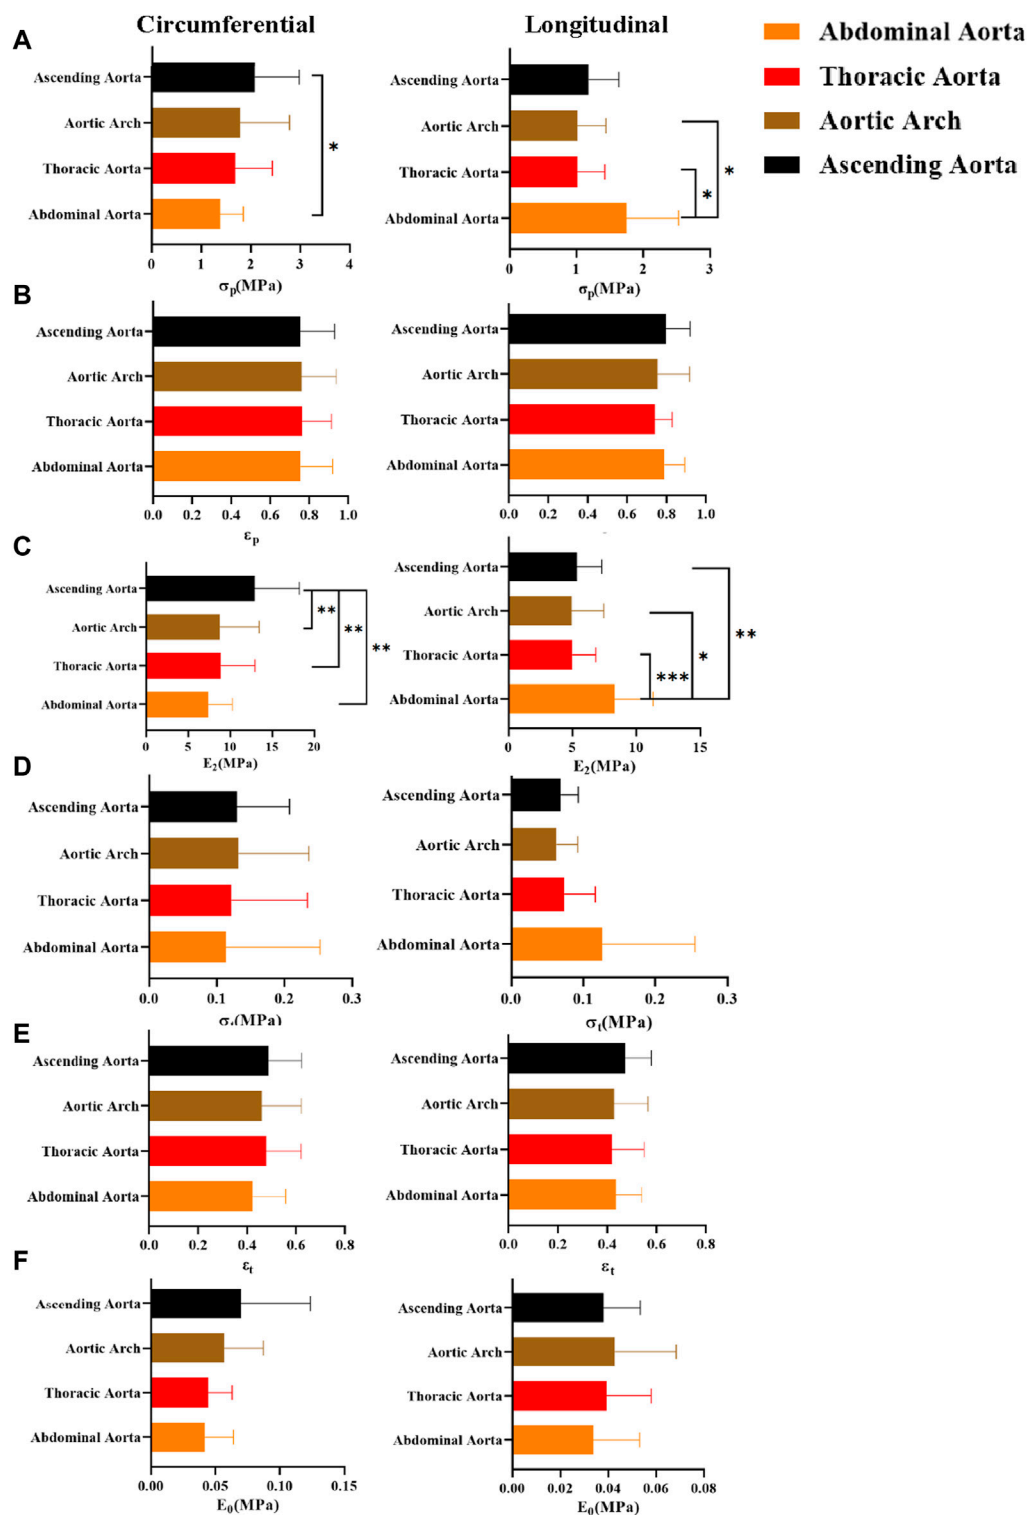 Circumferential
Longitudinal
Abdominal Aorta
Thoracic Aorta
Aortic Arch
Ascending Aorta
A
Ascending Aorta
Aortic Arch
Thoracic Aorta
Abdominal Aorta
*
0 1 2 3 4
σp(MPa)
Ascending Aorta
Aortic Arch
Thoracic Aorta
Abdominal Aorta
*
*
0 1 2 3
σp(MPa)
B
Ascending Aorta
Aortic Arch
Thoracic Aorta
Abdominal Aorta
0.0 0.2 0.4 0.6 0.8 1.0
εp
Ascending Aorta
Aortic Arch
Thoracic Aorta
Abdominal Aorta
0.0 0.2 0.4 0.6 0.8 1.0
C
Ascending Aorta
Aortic Arch
Thoracic Aorta
Abdominal Aorta
**
**
**
0 5 10 15 20
E2(MPa)
Ascending Aorta
Aortic Arch
Thoracic Aorta
Abdominal Aorta
***
*
**
0 5 10 15
E2(MPa)
D
Ascending Aorta
Aortic Arch
Thoracic Aorta
Abdominal Aorta
0.0 0.1 0.2 0.3
σt(MPa)
Ascending Aorta
Aortic Arch
Thoracic Aorta
Abdominal Aorta
0.0 0.1 0.2 0.3
σt(MPa)
E
Ascending Aorta
Aortic Arch
Thoracic Aorta
Abdominal Aorta
0.0 0.2 0.4 0.6 0.8
εt
Ascending Aorta
Aortic Arch
Thoracic Aorta
Abdominal Aorta
0.0 0.2 0.4 0.6 0.8
εt
F
Ascending Aorta
Aortic Arch
Thoracic Aorta
Abdominal Aorta
0.00 0.05 0.10 0.15
E0(MPa)
Ascending Aorta
Aortic Arch
Thoracic Aorta
Abdominal Aorta
0.00 0.02 0.04 0.06 0.08
E0(MPa)